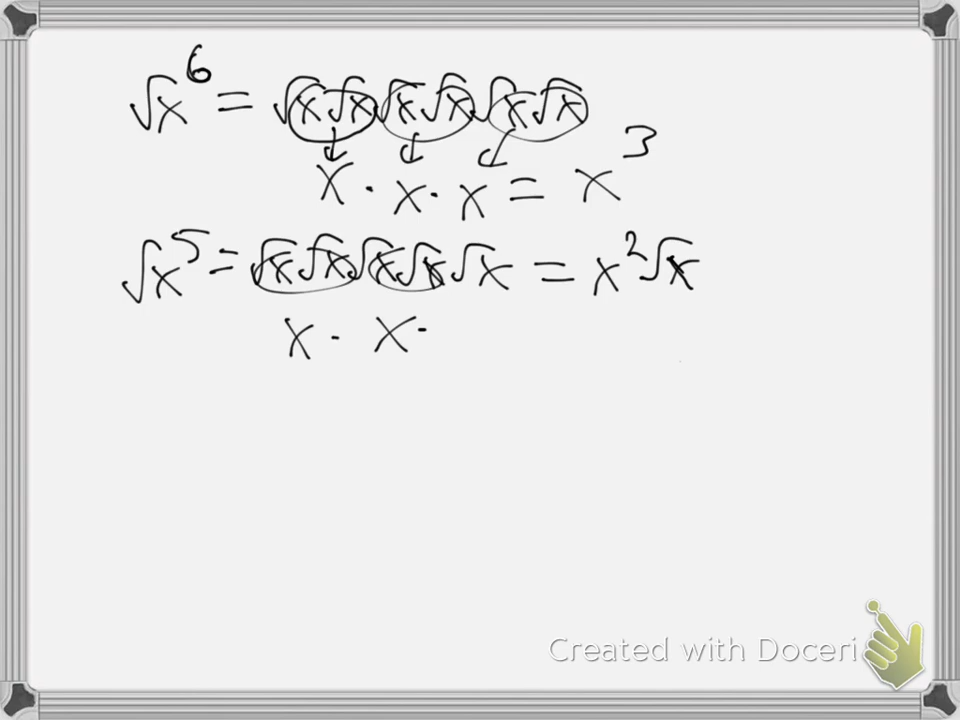 √x⁶ = √x √x √x √x √x √x
x · x · x = x³
√x⁵ = √x √x √x √x √x = x²√x
x · x ·
Created with Doceri